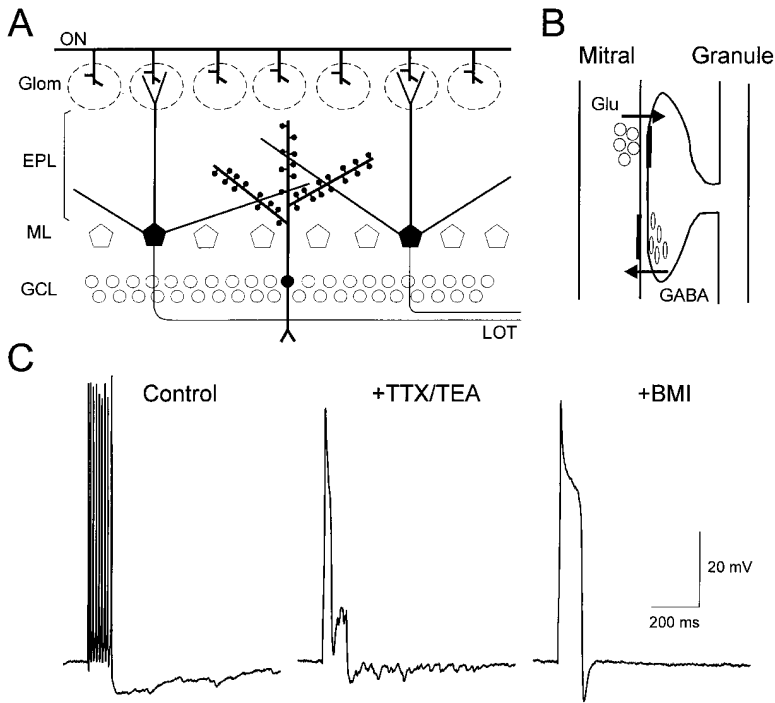 A
ON
Glom
EPL
ML
GCL
LOT
B
Mitral Granule
Glu
GABA
C
Control +TTX/TEA +BMI
20 mV
200 ms